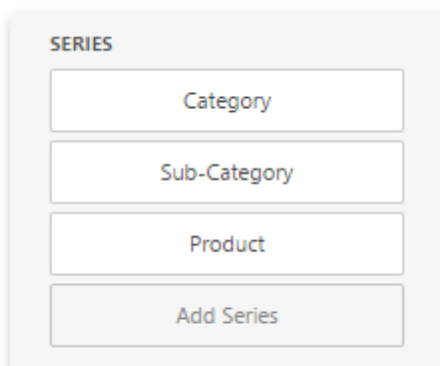 SERIES
Category
Sub-Category
Product
Add Series